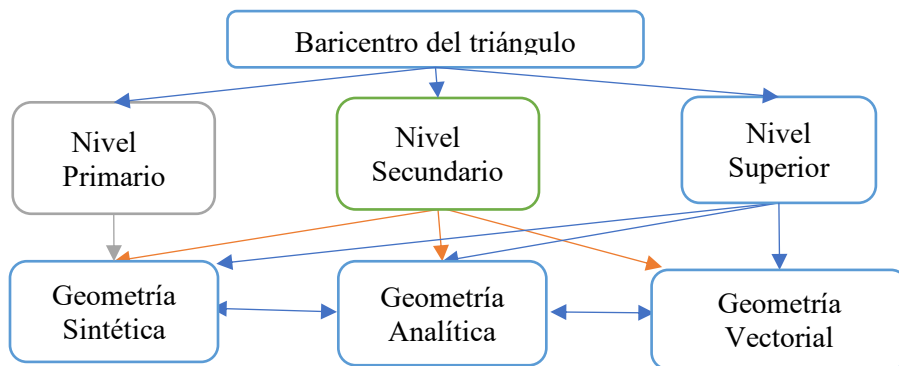 Baricentro del triángulo
Nivel
Primario
Nivel
Secundario
Nivel
Superior
Geometría
Sintética
Geometría
Analítica
Geometría
Vectorial